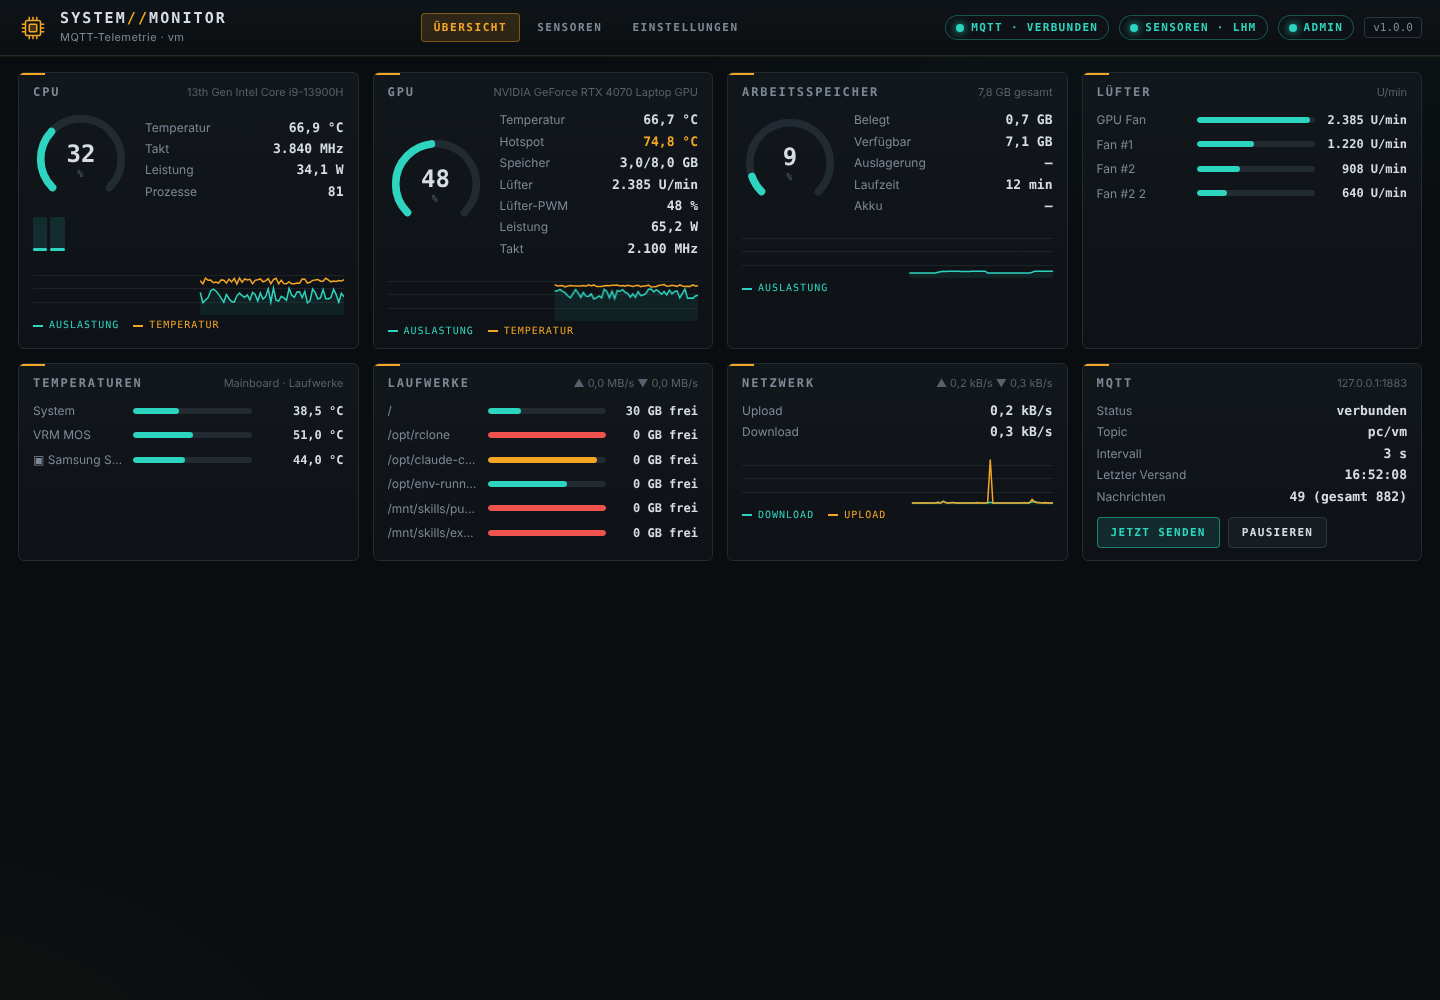 SYSTEM//MONITOR
MQTT-Telemetrie · vm
ÜBERSICHT SENSOREN EINSTELLUNGEN
MQTT · VERBUNDEN SENSOREN · LHM ADMIN v1.0.0
CPU 13th Gen Intel Core i9-13900H
32 %
Temperatur 66,9 °C
Takt 3.840 MHz
Leistung 34,1 W
Prozesse 81
AUSLASTUNG TEMPERATUR
GPU NVIDIA GeForce RTX 4070 Laptop GPU
48 %
Temperatur 66,7 °C
Hotspot 74,8 °C
Speicher 3,0/8,0 GB
Lüfter 2.385 U/min
Lüfter-PWM 48 %
Leistung 65,2 W
Takt 2.100 MHz
AUSLASTUNG TEMPERATUR
ARBEITSSPEICHER 7,8 GB gesamt
9 %
Belegt 0,7 GB
Verfügbar 7,1 GB
Auslagerung —
Laufzeit 12 min
Akku —
AUSLASTUNG
LÜFTER U/min
GPU Fan 2.385 U/min
Fan #1 1.220 U/min
Fan #2 908 U/min
Fan #2 2 640 U/min
TEMPERATUREN Mainboard · Laufwerke
System 38,5 °C
VRM MOS 51,0 °C
▣ Samsung S... 44,0 °C
LAUFWERKE ▲ 0,0 MB/s ▼ 0,0 MB/s
/ 30 GB frei
/opt/rclone 0 GB frei
/opt/claude-c... 0 GB frei
/opt/env-runn... 0 GB frei
/mnt/skills/pu... 0 GB frei
/mnt/skills/ex... 0 GB frei
NETZWERK ▲ 0,2 kB/s ▼ 0,3 kB/s
Upload 0,2 kB/s
Download 0,3 kB/s
DOWNLOAD UPLOAD
MQTT 127.0.0.1:1883
Status verbunden
Topic pc/vm
Intervall 3 s
Letzter Versand 16:52:08
Nachrichten 49 (gesamt 882)
JETZT SENDEN PAUSIEREN